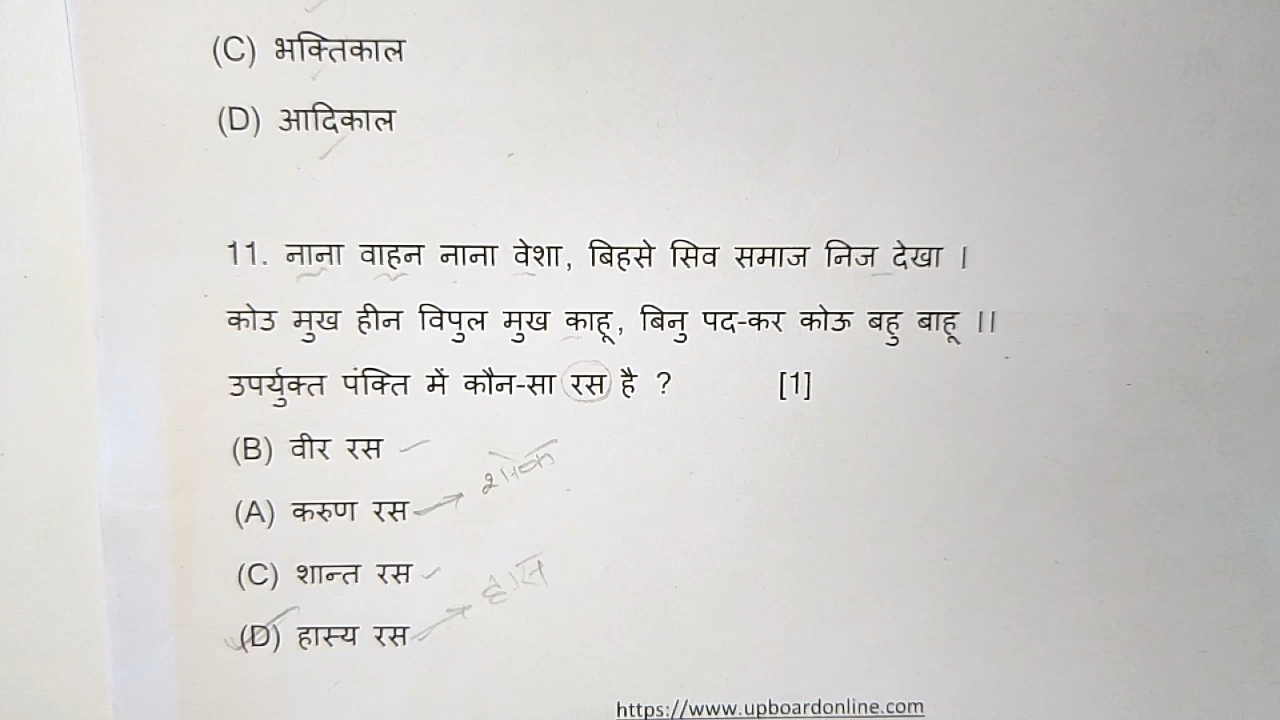 (C) भक्तिकाल
(D) आदिकाल
11. नाना वाहन नाना वेशा, बिहसे सिव समाज निज देखा ।
कोउ मुख हीन विपुल मुख काहू, बिनु पद-कर कोऊ बहु बाहू ।।
उपर्युक्त पंक्ति में कौन-सा रस है ? [1]
(B) वीर रस
(A) करुण रस → शोक
(C) शान्त रस
(D) हास्य रस → हास
https://www.upboardonline.com